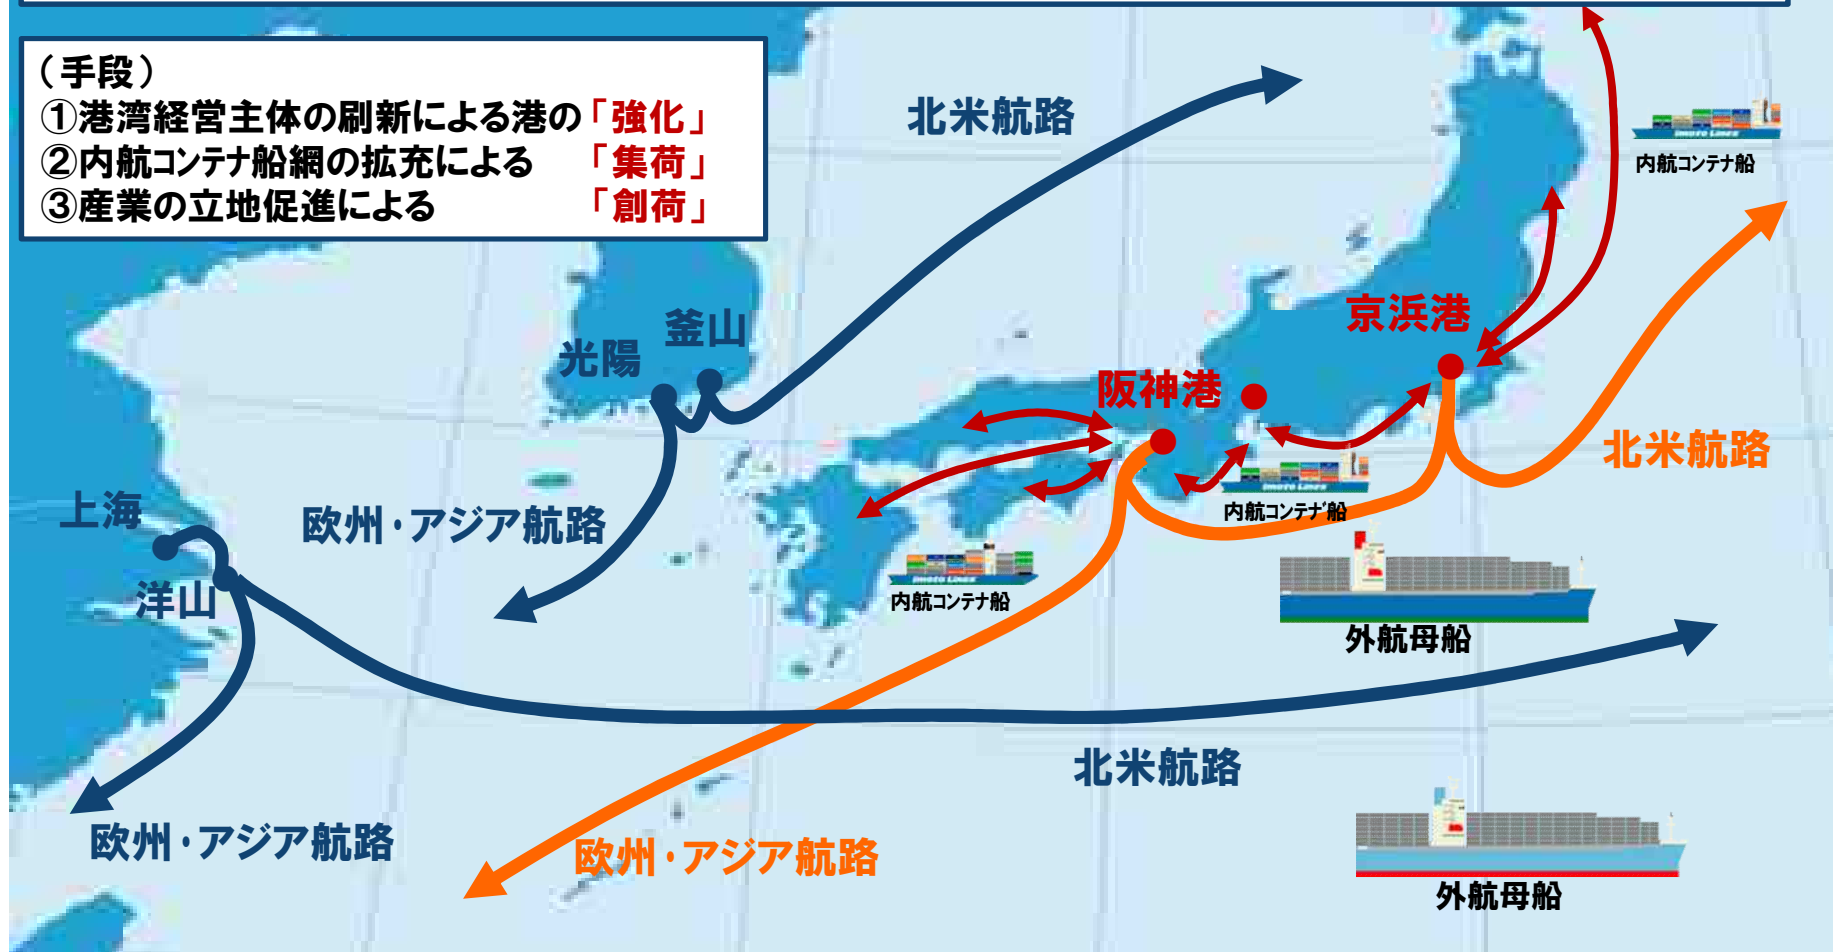 （手段）
①港湾経営主体の刷新による港の「強化」
②内航コンテナ船網の拡充による「集荷」
③産業の立地促進による「創荷」
北米航路
内航コンテナ船
京浜港
釜山
光陽
阪神港
北米航路
上海
欧州・アジア航路
内航コンテナ船
洋山
内航コンテナ船
外航母船
北米航路
欧州・アジア航路
欧州・アジア航路
外航母船